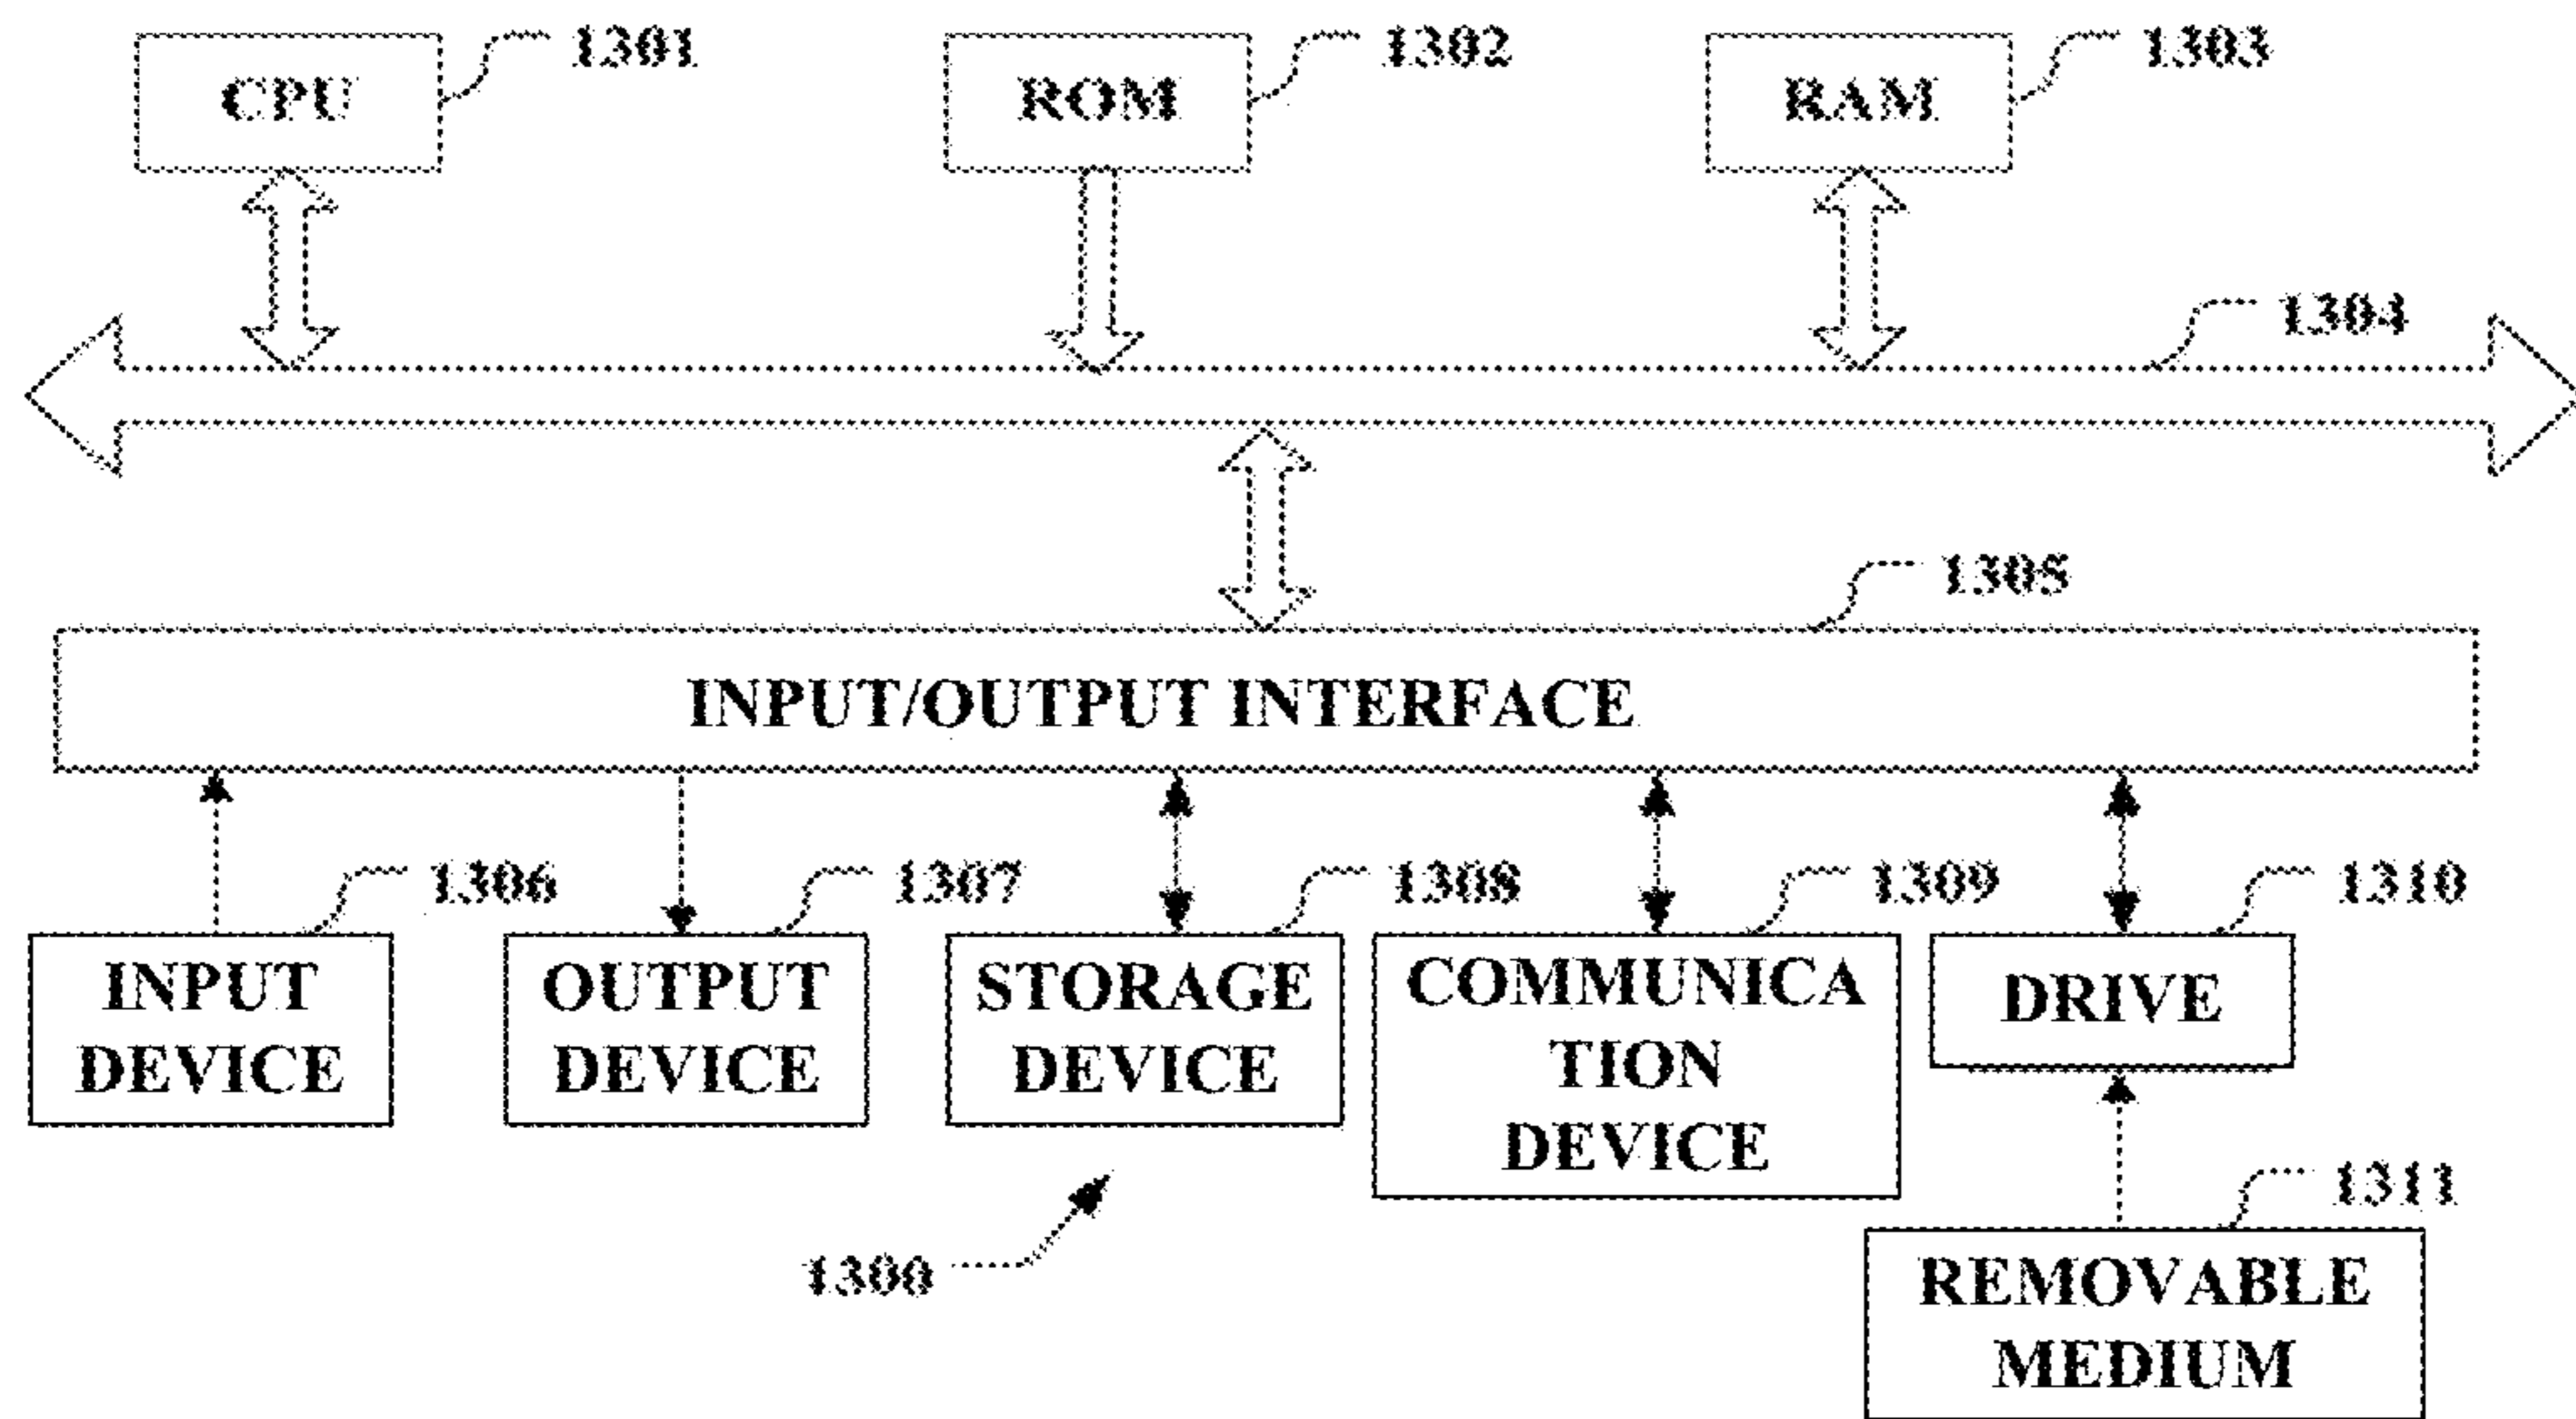 CPU
1301
ROM
1302
RAM
1303
1304
1305
INPUT/OUTPUT INTERFACE
1306
1307
1308
1309
1310
INPUT
DEVICE
OUTPUT
DEVICE
STORAGE
DEVICE
COMMUNICA
TION
DEVICE
DRIVE
1311
1300
REMOVABLE
MEDIUM